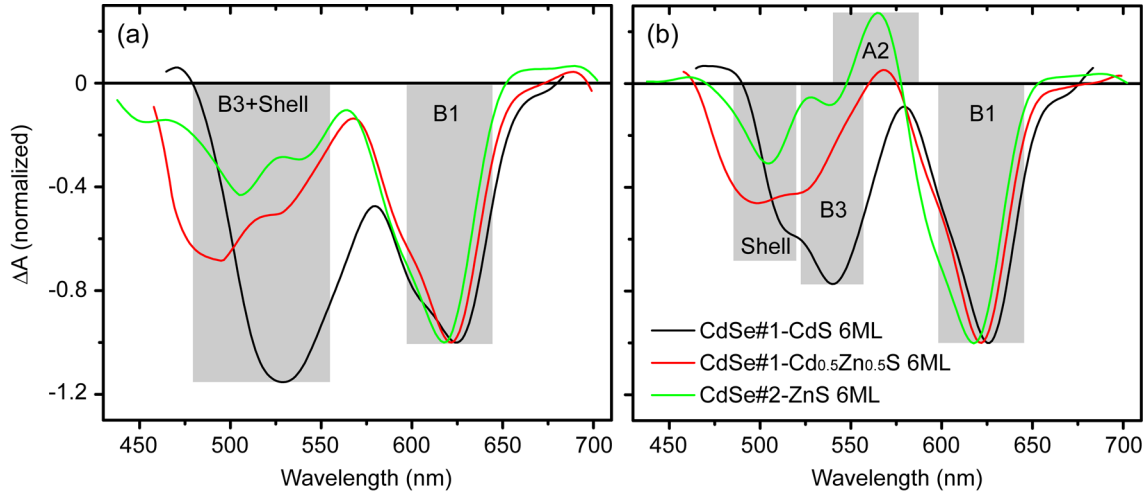 (a)
B3+Shell
B1
0
-0.4
-0.8
-1.2
ΔA (normalized)
450 500 550 600 650 700
Wavelength (nm)
(b)
A2
B1
B3
Shell
0
CdSe#1-CdS 6ML
CdSe#1-Cd₀.₅Zn₀.₅S 6ML
CdSe#2-ZnS 6ML
450 500 550 600 650 700
Wavelength (nm)